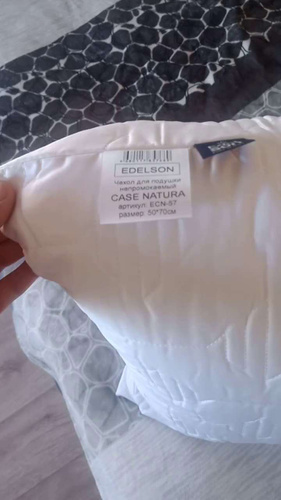 EDELSON
Чехол для подушки
непромокаемый
CASE NATURA
артикул: ECN-57
размер: 50*70см